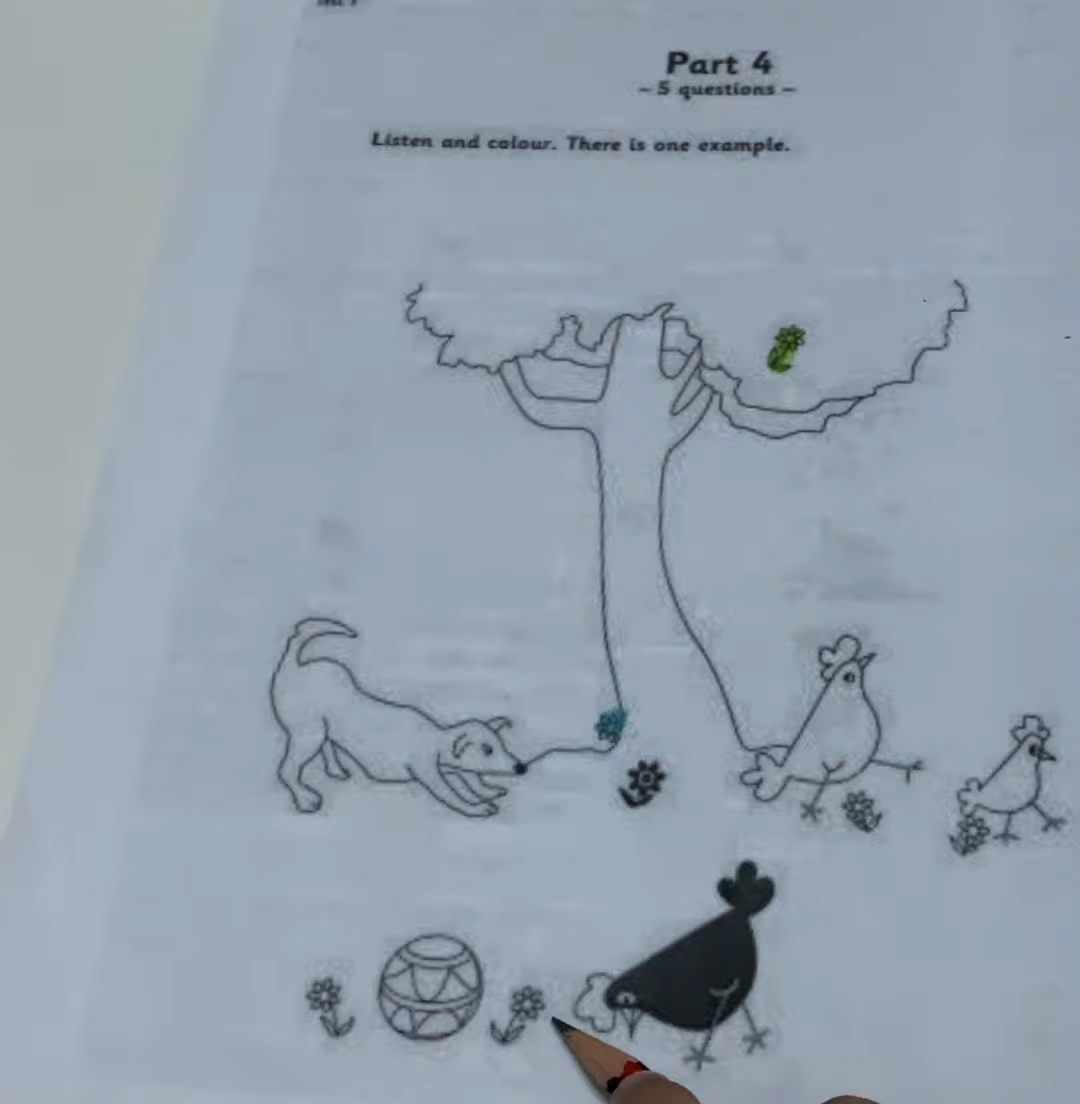 Part 4
– 5 questions –
Listen and colour. There is one example.